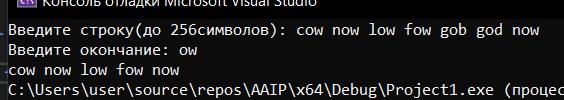 Консоль отладки Microsoft Visual Studio
Введите строку(до 256символов): cow now low fow gob god now
Введите окончание: ow
cow now low fow now
C:\Users\user\source\repos\AAIP\x64\Debug\Project1.exe (процес